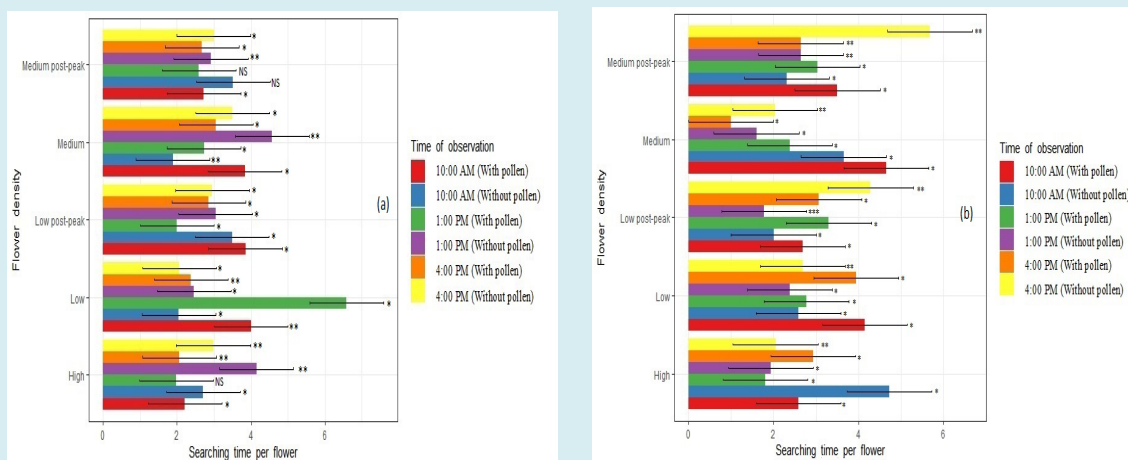 Medium post-peak
Medium
Low post-peak
Low
High
Flower density
0 2 4 6
Searching time per flower
(a)
*
*
**
NS
NS
*
*
*
**
*
**
*
*
*
*
*
*
*
*
**
*
*
*
**
**
**
**
NS
*
*
Time of observation
10:00 AM (With pollen)
10:00 AM (Without pollen)
1:00 PM (With pollen)
1:00 PM (Without pollen)
4:00 PM (With pollen)
4:00 PM (Without pollen)
Medium post-peak
Medium
Low post-peak
Low
High
Flower density
0 2 4 6
Searching time per flower
(b)
**
**
**
*
*
*
**
*
*
*
*
*
**
*
***
*
*
*
**
*
*
*
*
*
**
*
*
*
*
*
Time of observation
10:00 AM (With pollen)
10:00 AM (Without pollen)
1:00 PM (With pollen)
1:00 PM (Without pollen)
4:00 PM (With pollen)
4:00 PM (Without pollen)